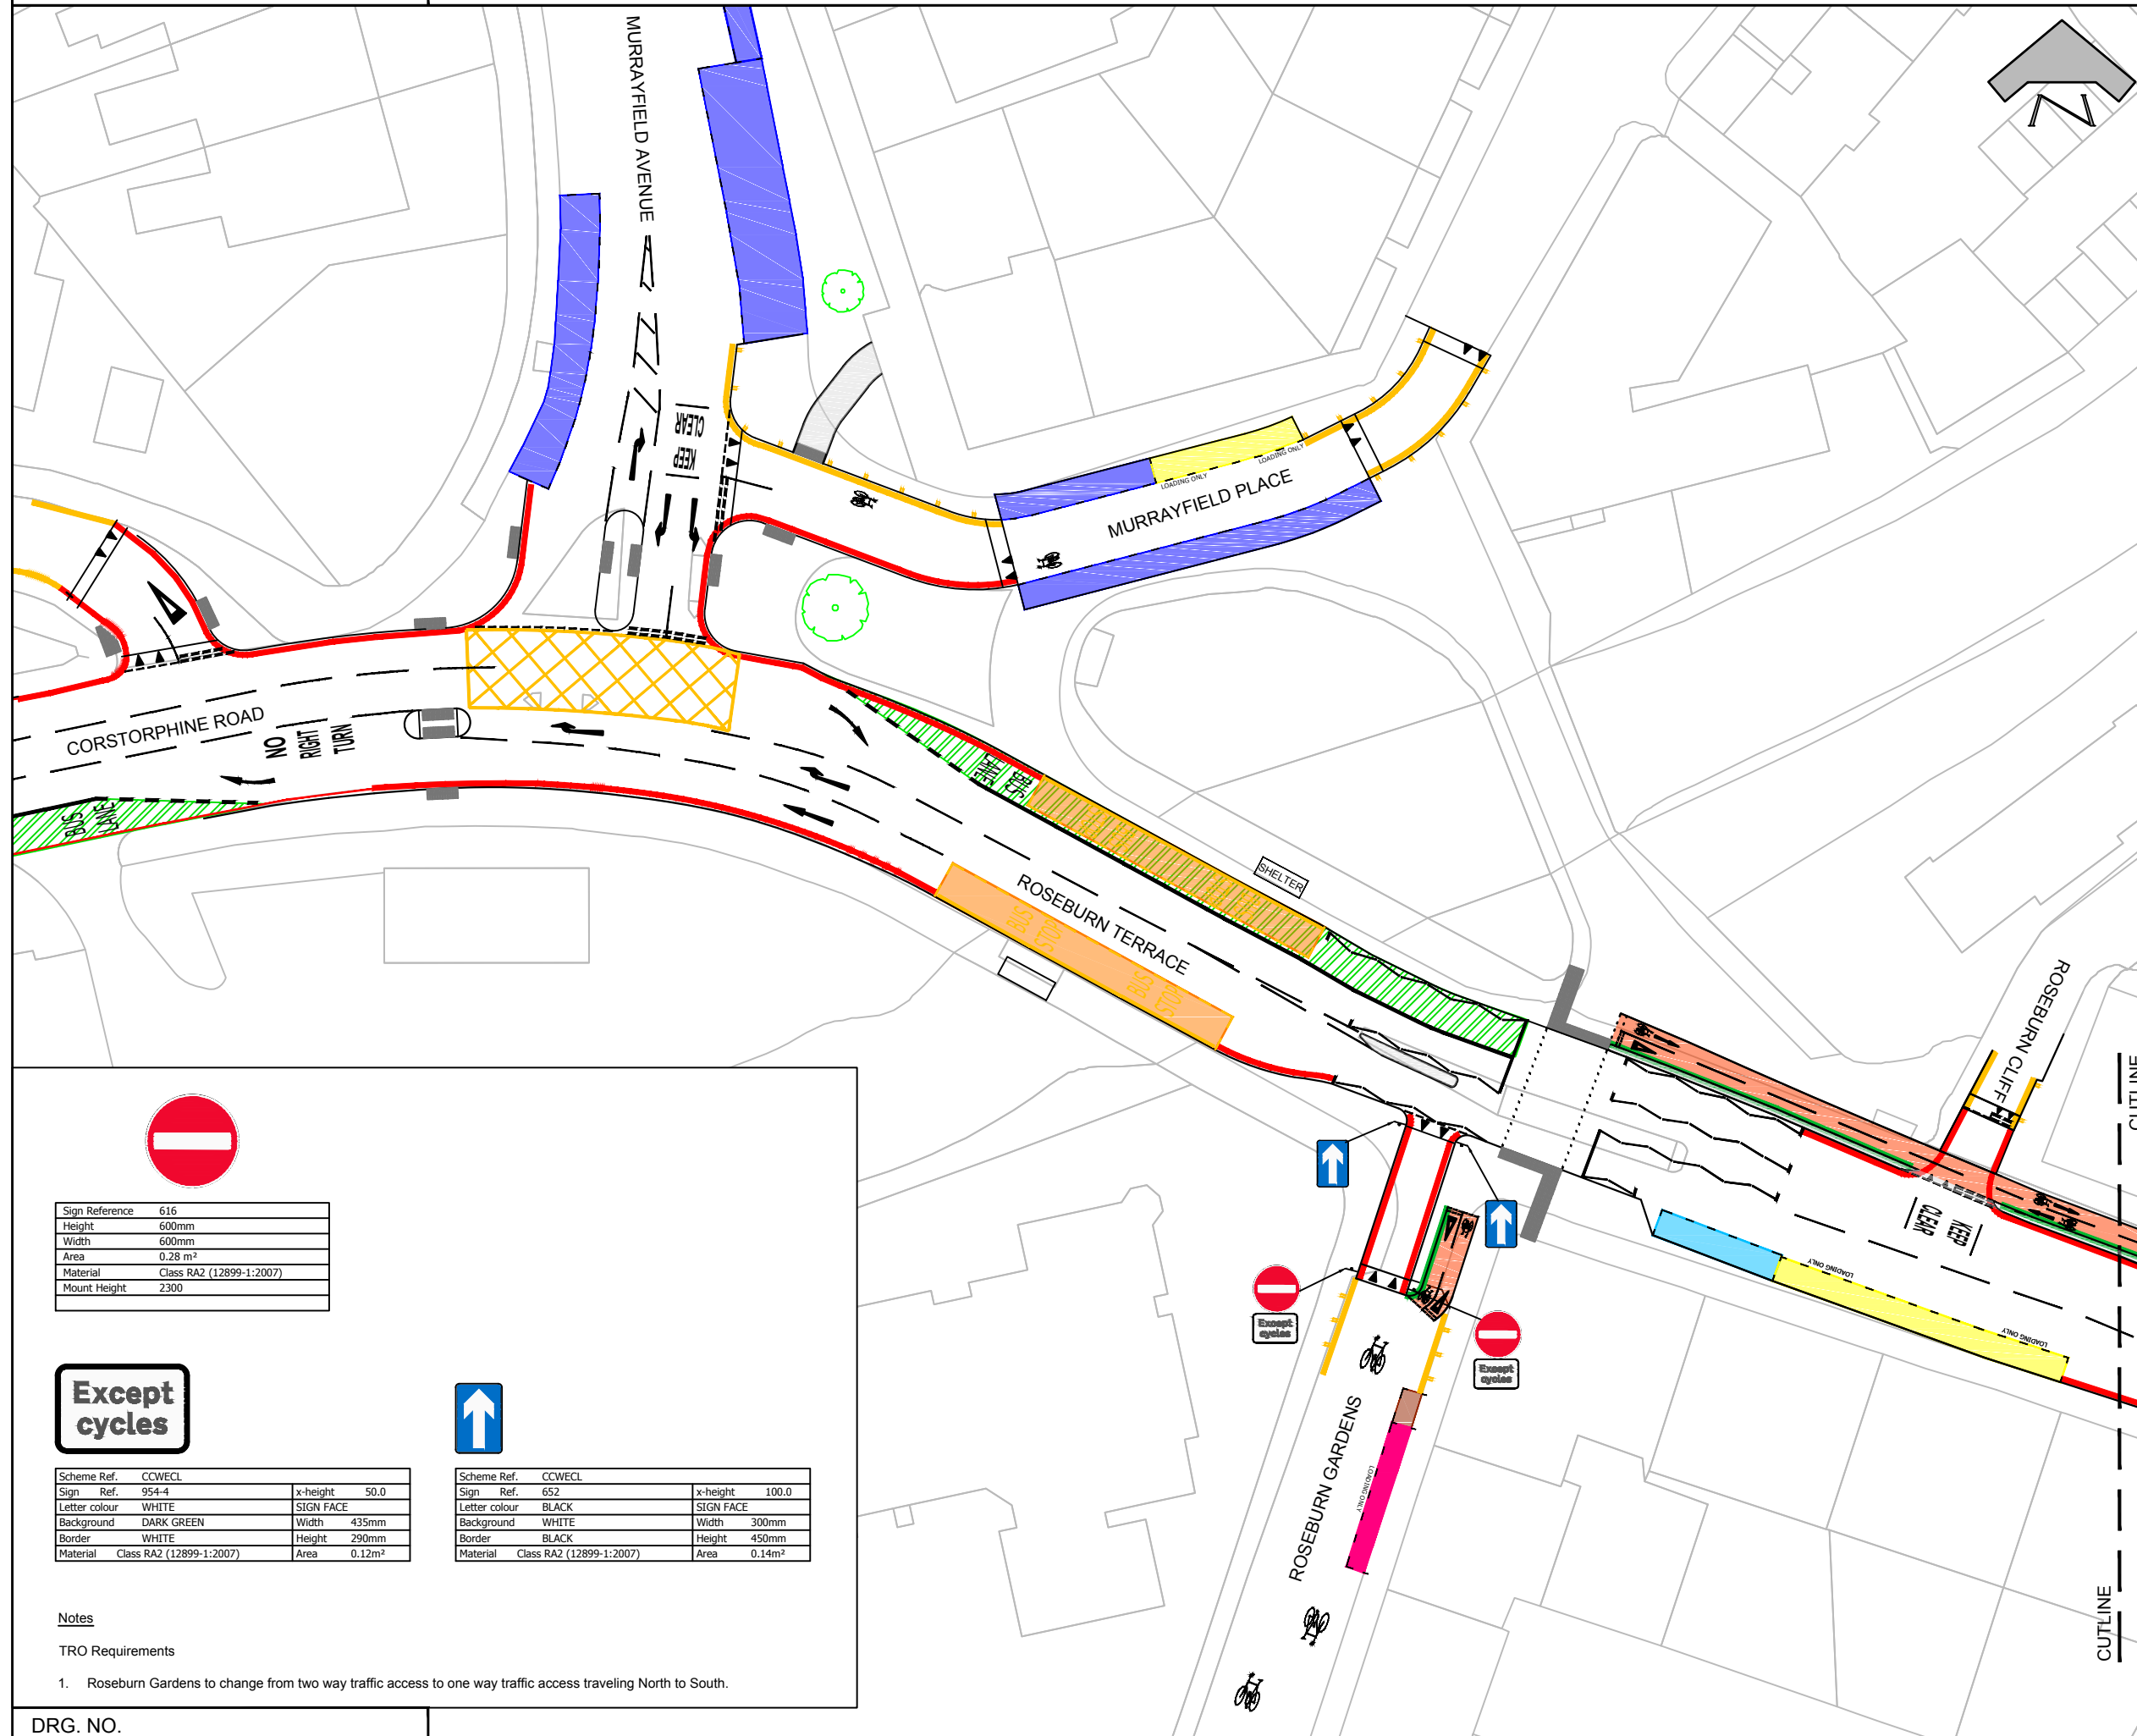 MURRAYFIELD AVENUE
KEEP
CLEAR
LOADING ONLY
LOADING ONLY
MURRAYFIELD PLACE
CORSTORPHINE ROAD
NO
RIGHT
TURN
BUS
LANE
BUS
LANE
SHELTER
ROSEBURN TERRACE
BUS
STOP
BUS
STOP
ROSEBURN CLIFF
CUTLINE
KEEP
CLEAR
LOADING ONLY
LOADING ONLY
Except
cycles
Except
cycles
ROSEBURN GARDENS
LOADING ONLY
CUTLINE
Sign Reference 616
Height 600mm
Width 600mm
Area 0.28 m²
Material Class RA2 (12899-1:2007)
Mount Height 2300
Except
cycles
Scheme Ref. CCWECL
Sign Ref. 954-4 x-height 50.0
Letter colour WHITE SIGN FACE
Background DARK GREEN Width 435mm
Border WHITE Height 290mm
Material Class RA2 (12899-1:2007) Area 0.12m²
Scheme Ref. CCWECL
Sign Ref. 652 x-height 100.0
Letter colour BLACK SIGN FACE
Background WHITE Width 300mm
Border BLACK Height 450mm
Material Class RA2 (12899-1:2007) Area 0.14m²
Notes
TRO Requirements
1. Roseburn Gardens to change from two way traffic access to one way traffic access traveling North to South.
DRG. NO.